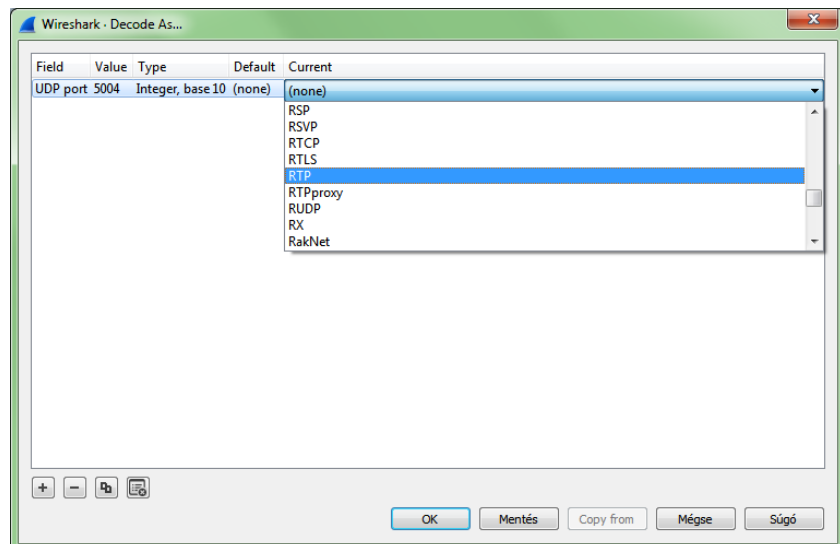 Wireshark · Decode As...
Field Value Type Default Current
UDP port 5004 Integer, base 10 (none) (none)
RSP
RSVP
RTCP
RTLS
RTP
RTPproxy
RUDP
RX
RakNet
OK Mentés Copy from Mégse Súgó